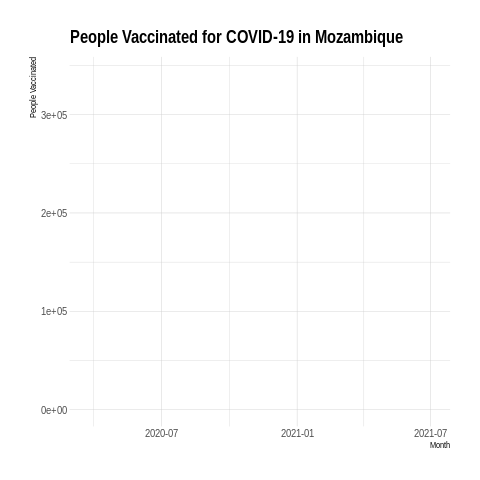 People Vaccinated for COVID-19 in Mozambique
People Vaccinated
3e+05
2e+05
1e+05
0e+00
2020-07
2021-01
2021-07
Month